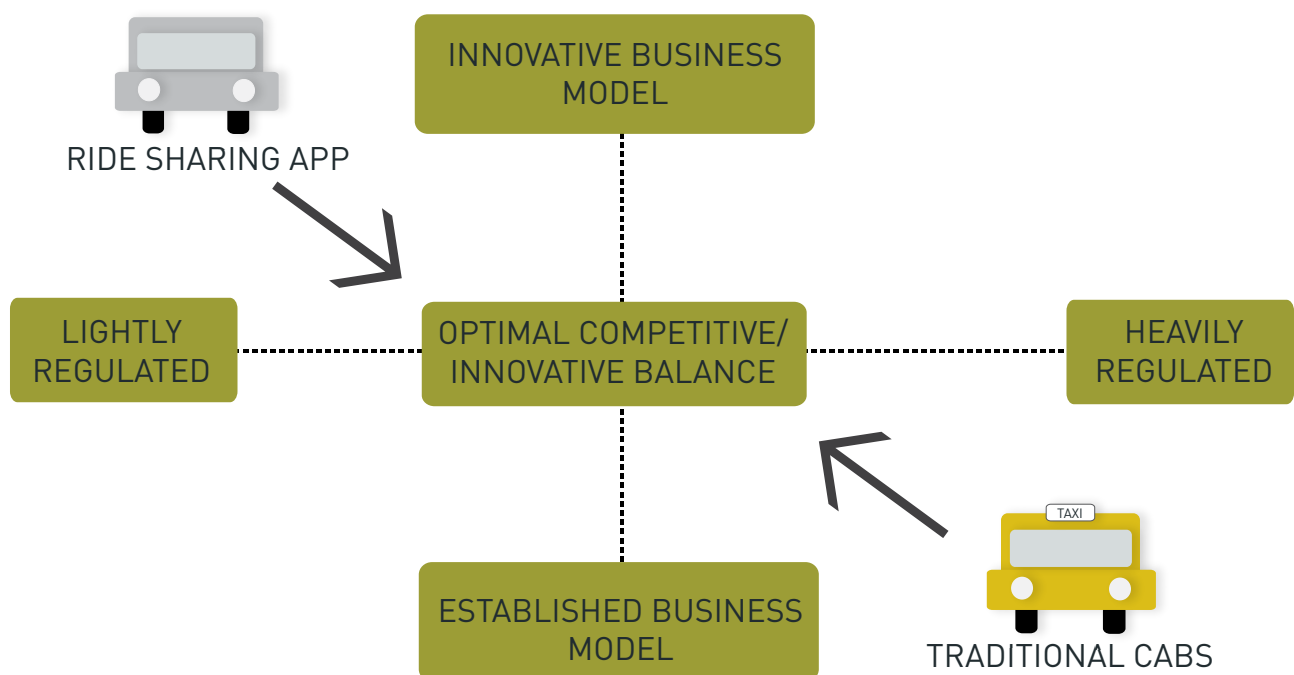 INNOVATIVE BUSINESS
MODEL
RIDE SHARING APP
LIGHTLY
REGULATED
OPTIMAL COMPETITIVE/
INNOVATIVE BALANCE
HEAVILY
REGULATED
TAXI
ESTABLISHED BUSINESS
MODEL
TRADITIONAL CABS